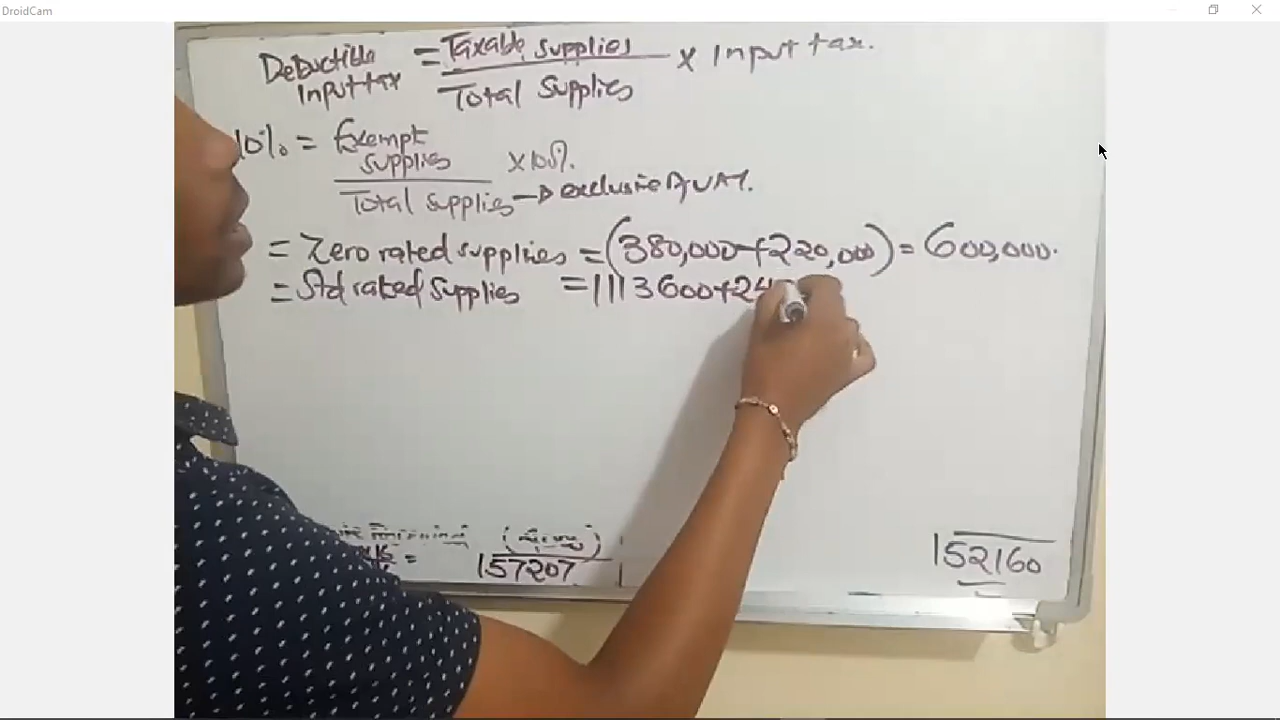 DroidCam
Deductible = Taxable supplies × Input tax.
Input tax Total Supplies
10% = Exempt
supplies × 100%.
Total supplies → exclusive of VAT.
= Zero rated supplies = (380,000 + 220,000) = 600,000.
= Std rated supplies = 1113600 + 24
= 157207
152160